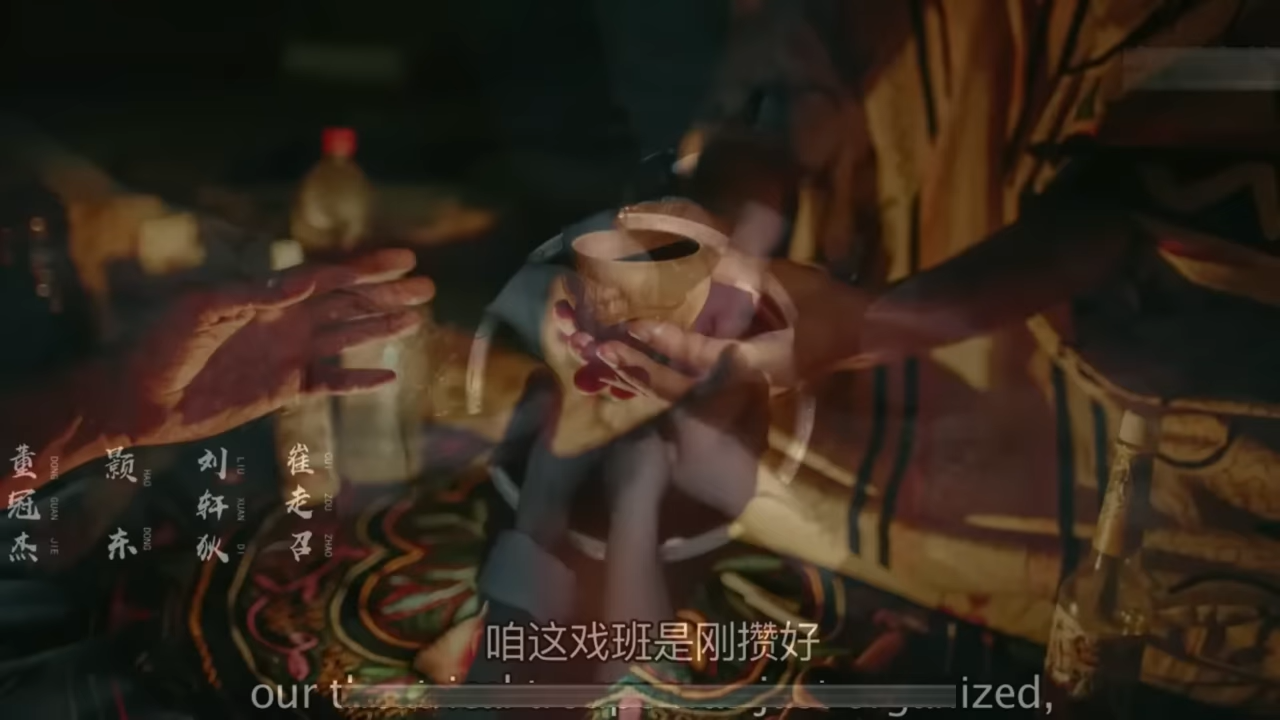 董冠杰
DONG GUAN JIE
颢东
HAO DONG
刘轩狄
LIU XUAN DI
崔走召
CUI ZOU ZHAO
咱这戏班是刚攒好
our